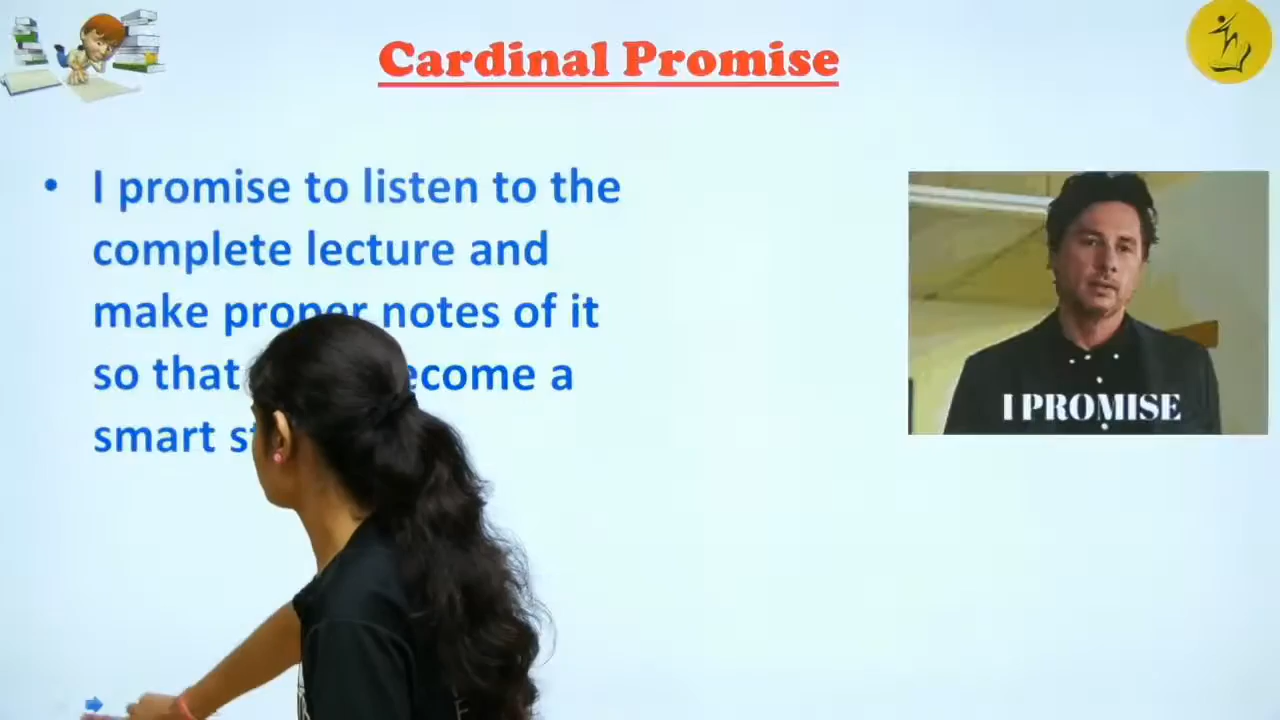 Cardinal Promise
• I promise to listen to the
complete lecture and
make proper notes of it
so that
a
smart
I PROMISE